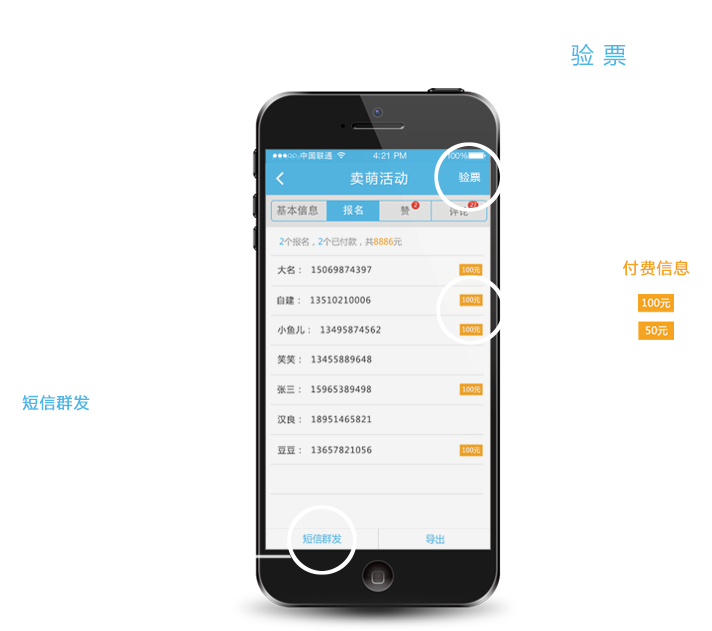 验票
中国联通 4:21 PM 100%
卖萌活动 验票
基本信息 报名 赞 2 评论
2个报名，2个已付款，共8886元
大名： 15069874397 100元
自建： 13510210006 100元
小鱼儿： 13495874562 100元
笑笑： 13455889648
张三： 15965389498 100元
汉良： 18951465821
豆豆： 13657821056 100元
短信群发 导出
付费信息
100元
50元
短信群发